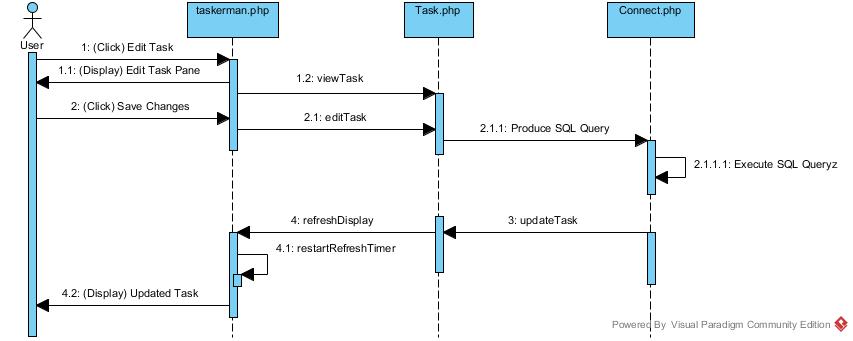 taskerman.php
Task.php
Connect.php
User
1: (Click) Edit Task
1.1: (Display) Edit Task Pane
1.2: viewTask
2: (Click) Save Changes
2.1: editTask
2.1.1: Produce SQL Query
2.1.1.1: Execute SQL Queryz
4: refreshDisplay
3: updateTask
4.1: restartRefreshTimer
4.2: (Display) Updated Task
Powered By Visual Paradigm Community Edition